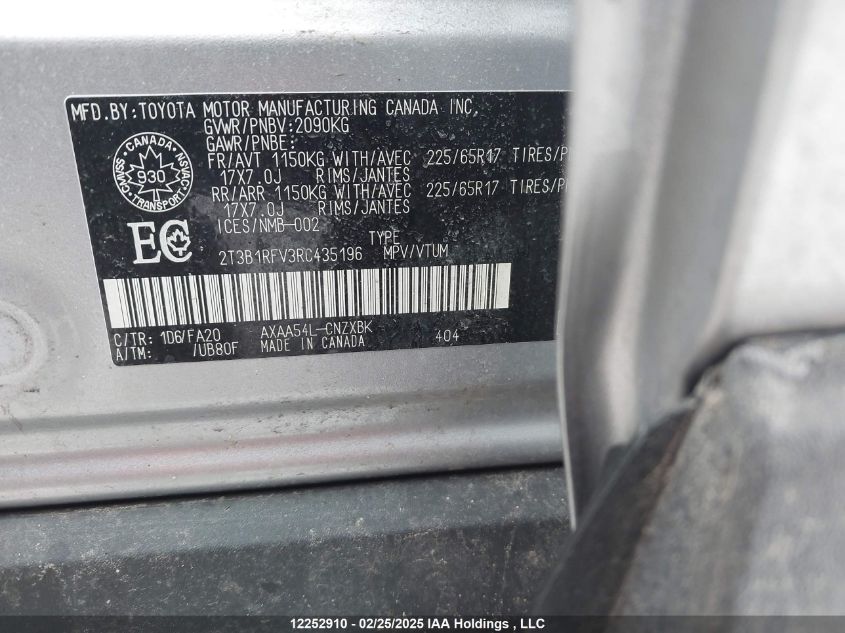 MFD.BY:TOYOTA MOTOR MANUFACTURING CANADA INC.
GVWR/PNBV:2090KG
GAWR/PNBE:
FR/AVT 1150KG WITH/AVEC 225/65R17 TIRES/P
17X7.0J RIMS/JANTES
RR/ARR 1150KG WITH/AVEC 225/65R17 TIRES/P
17X7.0J RIMS/JANTES
ICES/NMB-002
CANADA
930
TRANSPORT
CMVSS
NSVAC
EC
TYPE
2T3B1RFV3RC435196 MPV/VTUM
C/TR: 1D6/FA20 AXAA54L-CNZXBK
A/TM: /UB80F MADE IN CANADA 404
12252910 - 02/25/2025 IAA Holdings , LLC